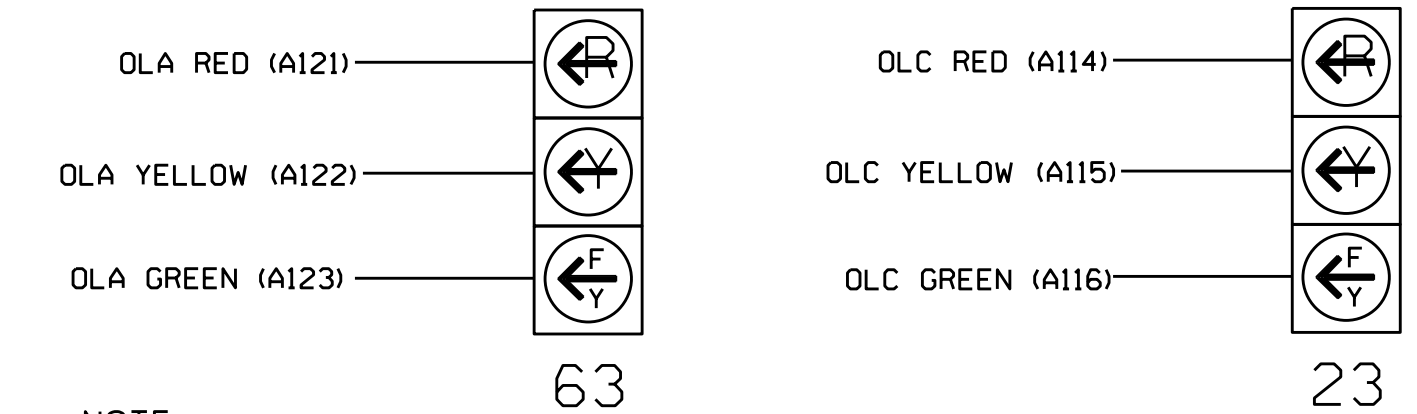 OLA RED (A121)
R
OLA YELLOW (A122)
Y
OLA GREEN (A123)
F
Y
63
OLC RED (A114)
R
OLC YELLOW (A115)
Y
OLC GREEN (A116)
F
Y
23
NOTE